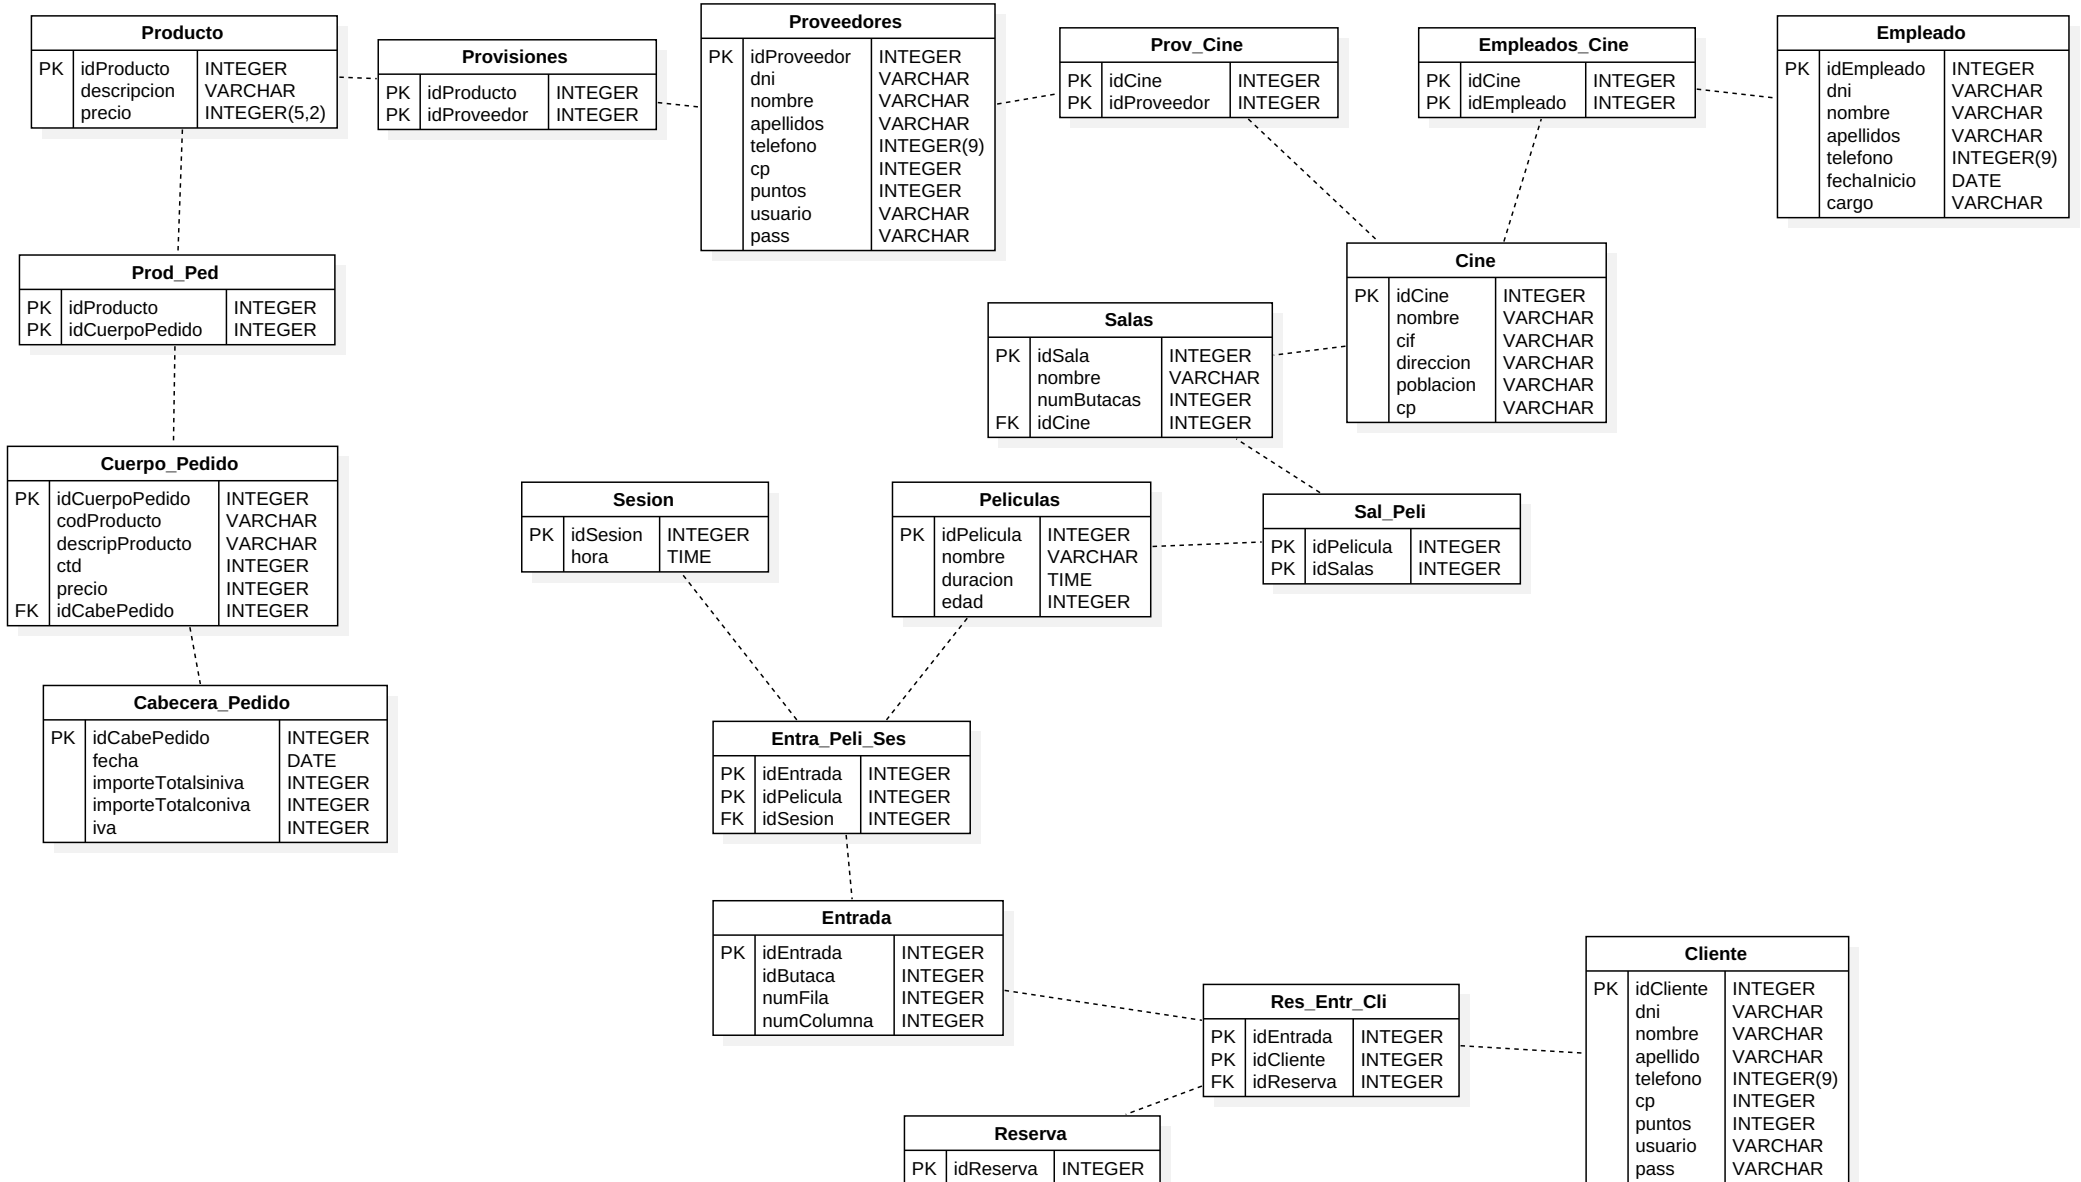 Producto
PK idProducto INTEGER
descripcion VARCHAR
precio INTEGER(5,2)
Provisiones
PK idProducto INTEGER
PK idProveedor INTEGER
Proveedores
PK idProveedor INTEGER
dni VARCHAR
nombre VARCHAR
apellidos VARCHAR
telefono INTEGER(9)
cp INTEGER
puntos INTEGER
usuario VARCHAR
pass VARCHAR
Prov_Cine
PK idCine INTEGER
PK idProveedor INTEGER
Empleados_Cine
PK idCine INTEGER
PK idEmpleado INTEGER
Empleado
PK idEmpleado INTEGER
dni VARCHAR
nombre VARCHAR
apellidos VARCHAR
telefono INTEGER(9)
fechaInicio DATE
cargo VARCHAR
Prod_Ped
PK idProducto INTEGER
PK idCuerpoPedido INTEGER
Cine
PK idCine INTEGER
nombre VARCHAR
cif VARCHAR
direccion VARCHAR
poblacion VARCHAR
cp VARCHAR
Salas
PK idSala INTEGER
nombre VARCHAR
numButacas INTEGER
FK idCine INTEGER
Cuerpo_Pedido
PK idCuerpoPedido INTEGER
codProducto VARCHAR
descripProducto VARCHAR
ctd INTEGER
precio INTEGER
FK idCabePedido INTEGER
Sesion
PK idSesion INTEGER
hora TIME
Peliculas
PK idPelicula INTEGER
nombre VARCHAR
duracion TIME
edad INTEGER
Sal_Peli
PK idPelicula INTEGER
PK idSalas INTEGER
Cabecera_Pedido
PK idCabePedido INTEGER
fecha DATE
importeTotalsiniva INTEGER
importeTotalconiva INTEGER
iva INTEGER
Entra_Peli_Ses
PK idEntrada INTEGER
PK idPelicula INTEGER
FK idSesion INTEGER
Entrada
PK idEntrada INTEGER
idButaca INTEGER
numFila INTEGER
numColumna INTEGER
Res_Entr_Cli
PK idEntrada INTEGER
PK idCliente INTEGER
FK idReserva INTEGER
Cliente
PK idCliente INTEGER
dni VARCHAR
nombre VARCHAR
apellido VARCHAR
telefono INTEGER(9)
cp INTEGER
puntos INTEGER
usuario VARCHAR
pass VARCHAR
Reserva
PK idReserva INTEGER